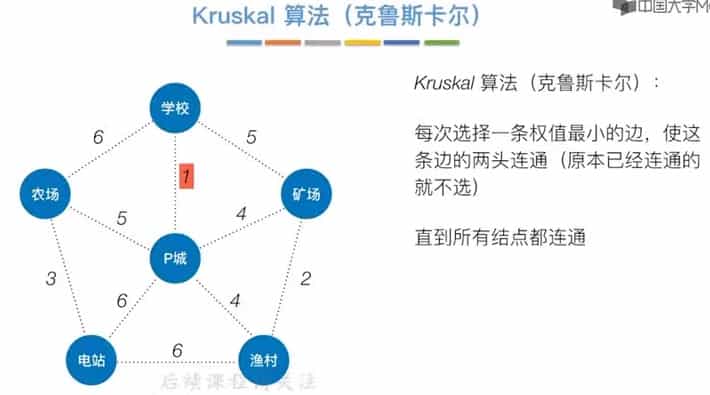 Kruskal 算法（克鲁斯卡尔）
中国大学M
学校
6
5
1
农场
矿场
5
4
P城
3
2
6
4
电站
6
渔村
Kruskal 算法（克鲁斯卡尔）：
每次选择一条权值最小的边，使这
条边的两头连通（原本已经连通的
就不选）
直到所有结点都连通